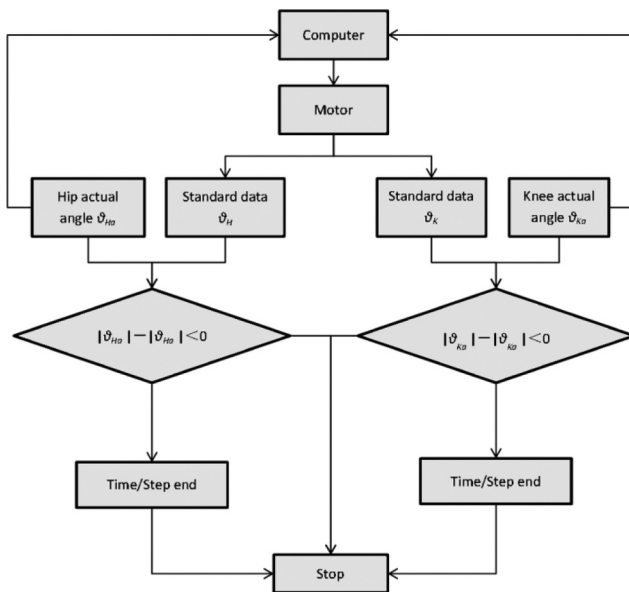 Computer
Motor
Hip actual
angle ϑHa
Standard data
ϑH
Standard data
ϑK
Knee actual
angle ϑKa
|ϑHa|−|ϑHa|<0
|ϑKa|−|ϑKa|<0
Time/Step end
Time/Step end
Stop